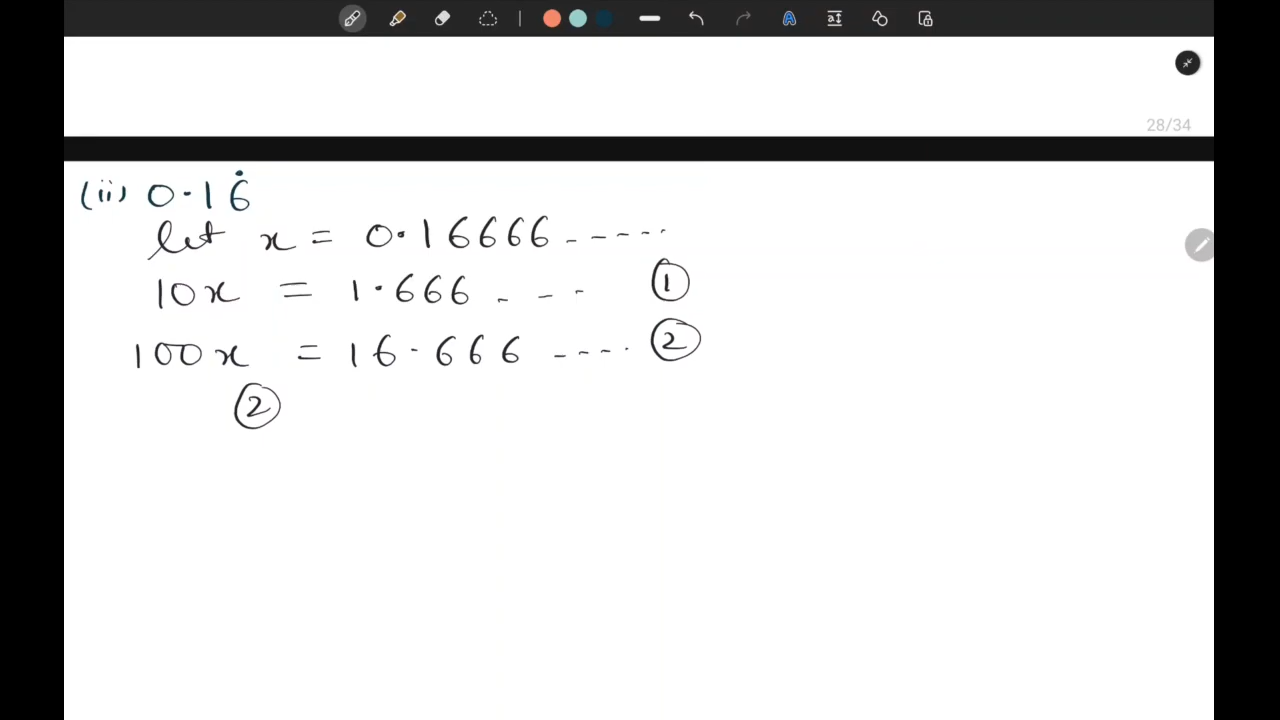 28/34
(ii) 0.16̇
let x = 0.16666 ------
10x = 1.666 - - - ①
100x = 16.666 ---- ②
②